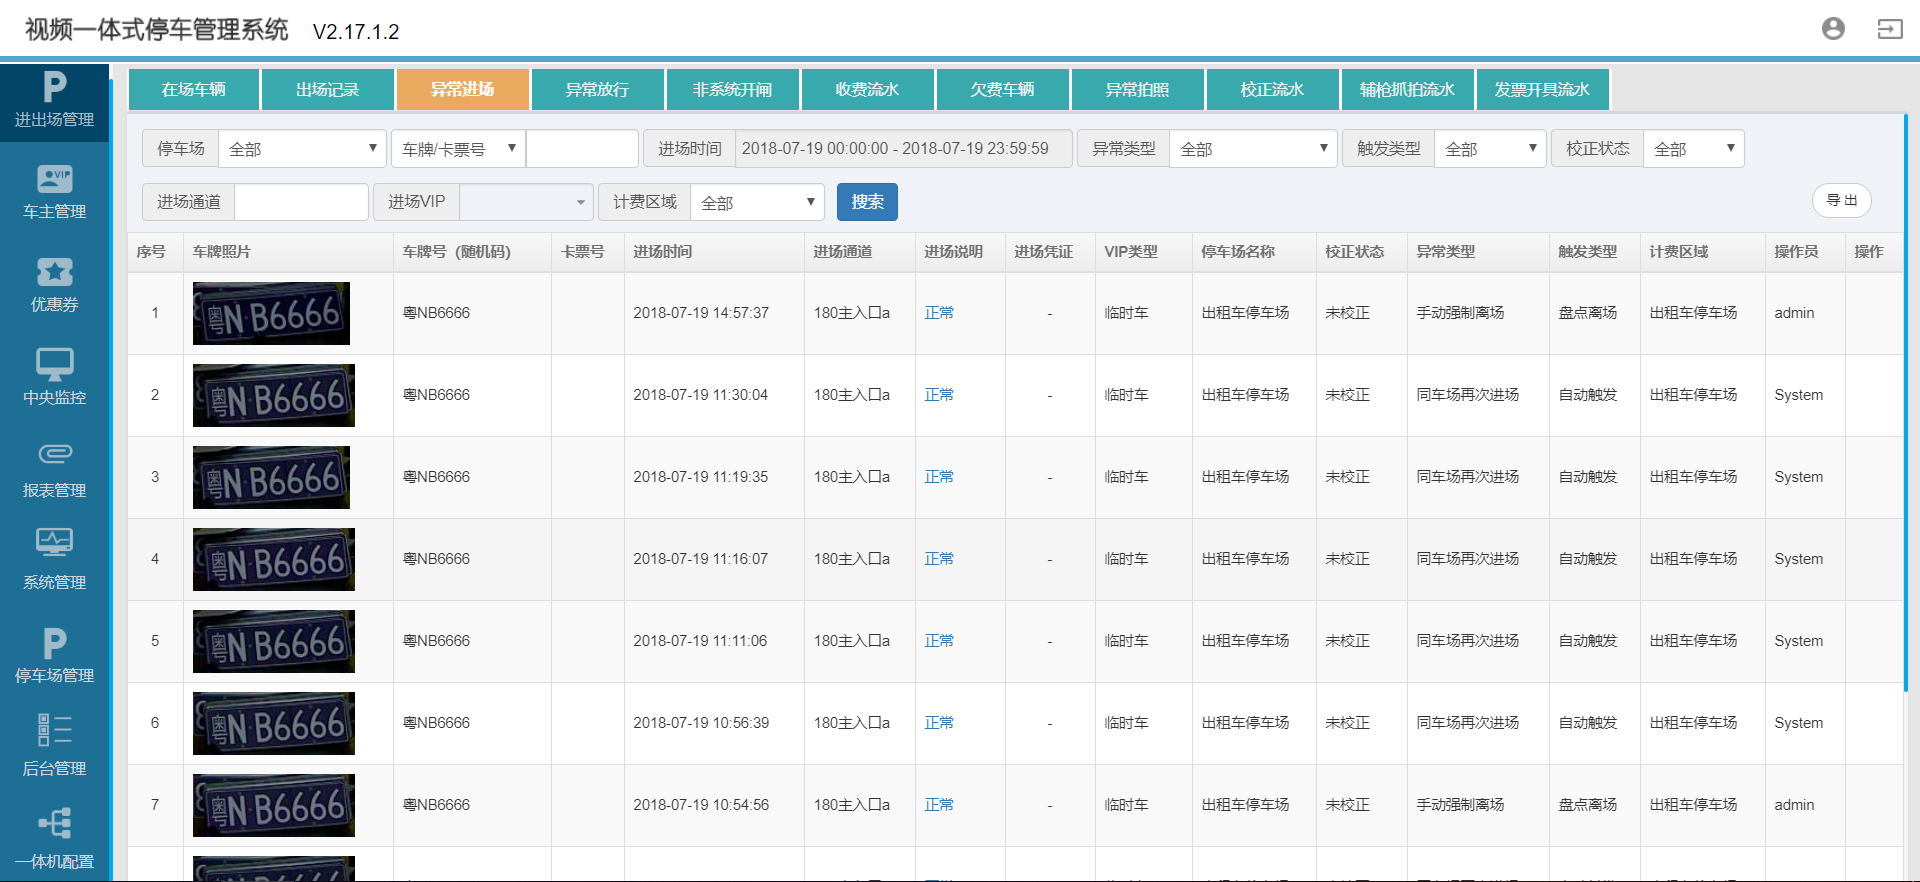 视频一体式停车管理系统 V2.17.1.2
进出场管理
车主管理
优惠券
中央监控
报表管理
系统管理
停车场管理
后台管理
一体机配置
在场车辆 出场记录 异常进场 异常放行 非系统开闸 收费流水 欠费车辆 异常拍照 校正流水 辅枪抓拍流水 发票开具流水
停车场 全部 车牌/卡票号 进场时间 2018-07-19 00:00:00 - 2018-07-19 23:59:59 异常类型 全部 触发类型 全部 校正状态 全部
进场通道 进场VIP 计费区域 全部 搜索 导出
序号 车牌照片 车牌号（随机码） 卡票号 进场时间 进场通道 进场说明 进场凭证 VIP类型 停车场名称 校正状态 异常类型 触发类型 计费区域 操作员 操作
1 粤N·B6666 粤NB6666 2018-07-19 14:57:37 180主入口a 正常 - 临时车 出租车停车场 未校正 手动强制离场 盘点离场 出租车停车场 admin
2 粤N·B6666 粤NB6666 2018-07-19 11:30:04 180主入口a 正常 - 临时车 出租车停车场 未校正 同车场再次进场 自动触发 出租车停车场 System
3 粤N·B6666 粤NB6666 2018-07-19 11:19:35 180主入口a 正常 - 临时车 出租车停车场 未校正 同车场再次进场 自动触发 出租车停车场 System
4 粤N·B6666 粤NB6666 2018-07-19 11:16:07 180主入口a 正常 - 临时车 出租车停车场 未校正 同车场再次进场 自动触发 出租车停车场 System
5 粤N·B6666 粤NB6666 2018-07-19 11:11:06 180主入口a 正常 - 临时车 出租车停车场 未校正 同车场再次进场 自动触发 出租车停车场 System
6 粤N·B6666 粤NB6666 2018-07-19 10:56:39 180主入口a 正常 - 临时车 出租车停车场 未校正 同车场再次进场 自动触发 出租车停车场 System
7 粤N·B6666 粤NB6666 2018-07-19 10:54:56 180主入口a 正常 - 临时车 出租车停车场 未校正 手动强制离场 盘点离场 出租车停车场 admin